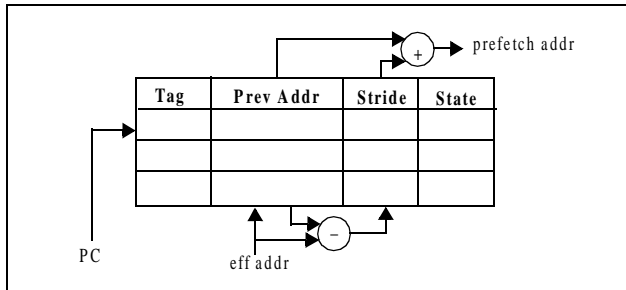 prefetch addr
+
Tag Prev Addr Stride State
−
PC
eff addr